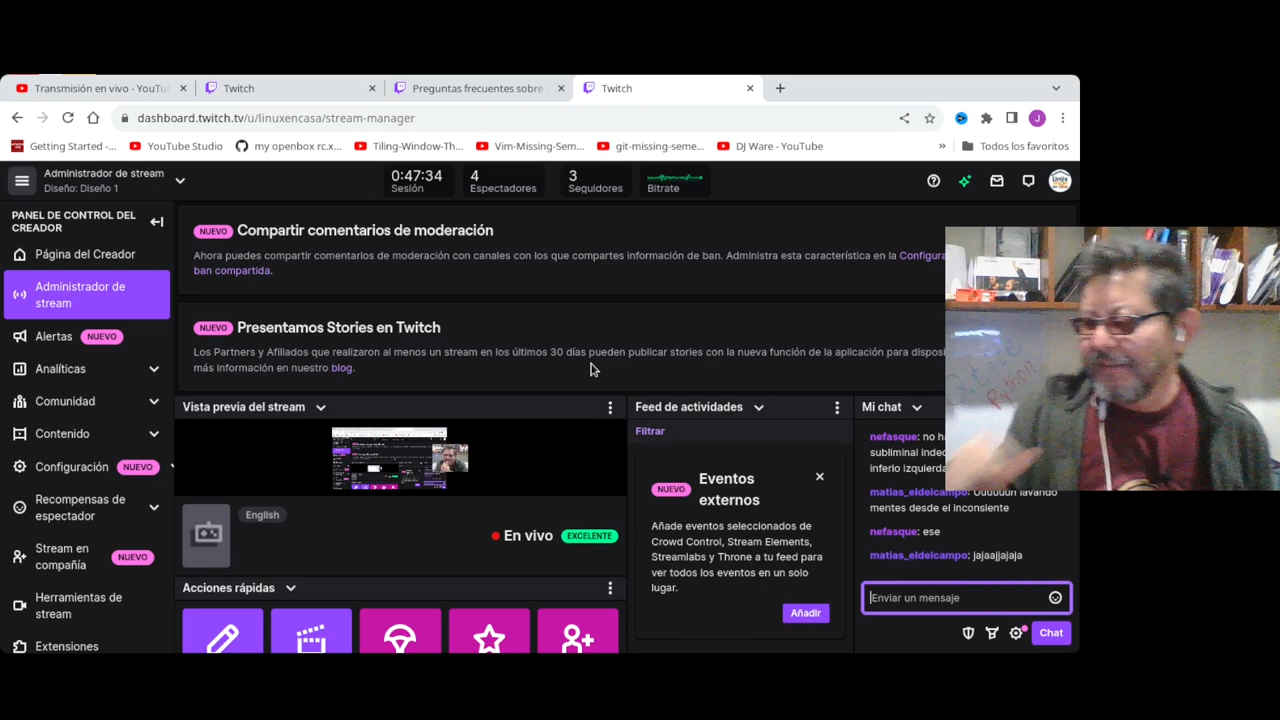 Transmisión en vivo - YouTu
Twitch
Preguntas frecuentes sobre
Twitch
dashboard.twitch.tv/u/linuxencasa/stream-manager
J
Getting Started -...
YouTube Studio
my openbox rc.x...
Tiling-Window-Th...
Vim-Missing-Sem...
git-missing-seme...
DJ Ware - YouTube
»
Todos los favoritos
Administrador de stream
Diseño: Diseño 1
0:47:34
Sesión
4
Espectadores
3
Seguidores
Bitrate
PANEL DE CONTROL DEL
CREADOR
Página del Creador
Administrador de
stream
Alertas NUEVO
Analíticas
Comunidad
Contenido
Configuración NUEVO
Recompensas de
espectador
Stream en
compañía NUEVO
Herramientas de
stream
Extensiones
NUEVO Compartir comentarios de moderación
Ahora puedes compartir comentarios de moderación con canales con los que compartes información de ban. Administra esta característica en la Configura
ban compartida.
NUEVO Presentamos Stories en Twitch
Los Partners y Afiliados que realizaron al menos un stream en los últimos 30 días pueden publicar stories con la nueva función de la aplicación para disposi
más información en nuestro blog.
Vista previa del stream
English
En vivo EXCELENTE
Acciones rápidas
Feed de actividades
Filtrar
NUEVO Eventos
externos
Añade eventos seleccionados de
Crowd Control, Stream Elements,
Streamlabs y Throne a tu feed para
ver todos los eventos en un solo
lugar.
Añadir
Mi chat
nefasque: no ha
subliminal indec
inferio izquierda
matias_eldelcampo: Uuuuuh lavando
mentes desde el inconsiente
nefasque: ese
matias_eldelcampo: jajaajjajaja
Enviar un mensaje
Chat
Python